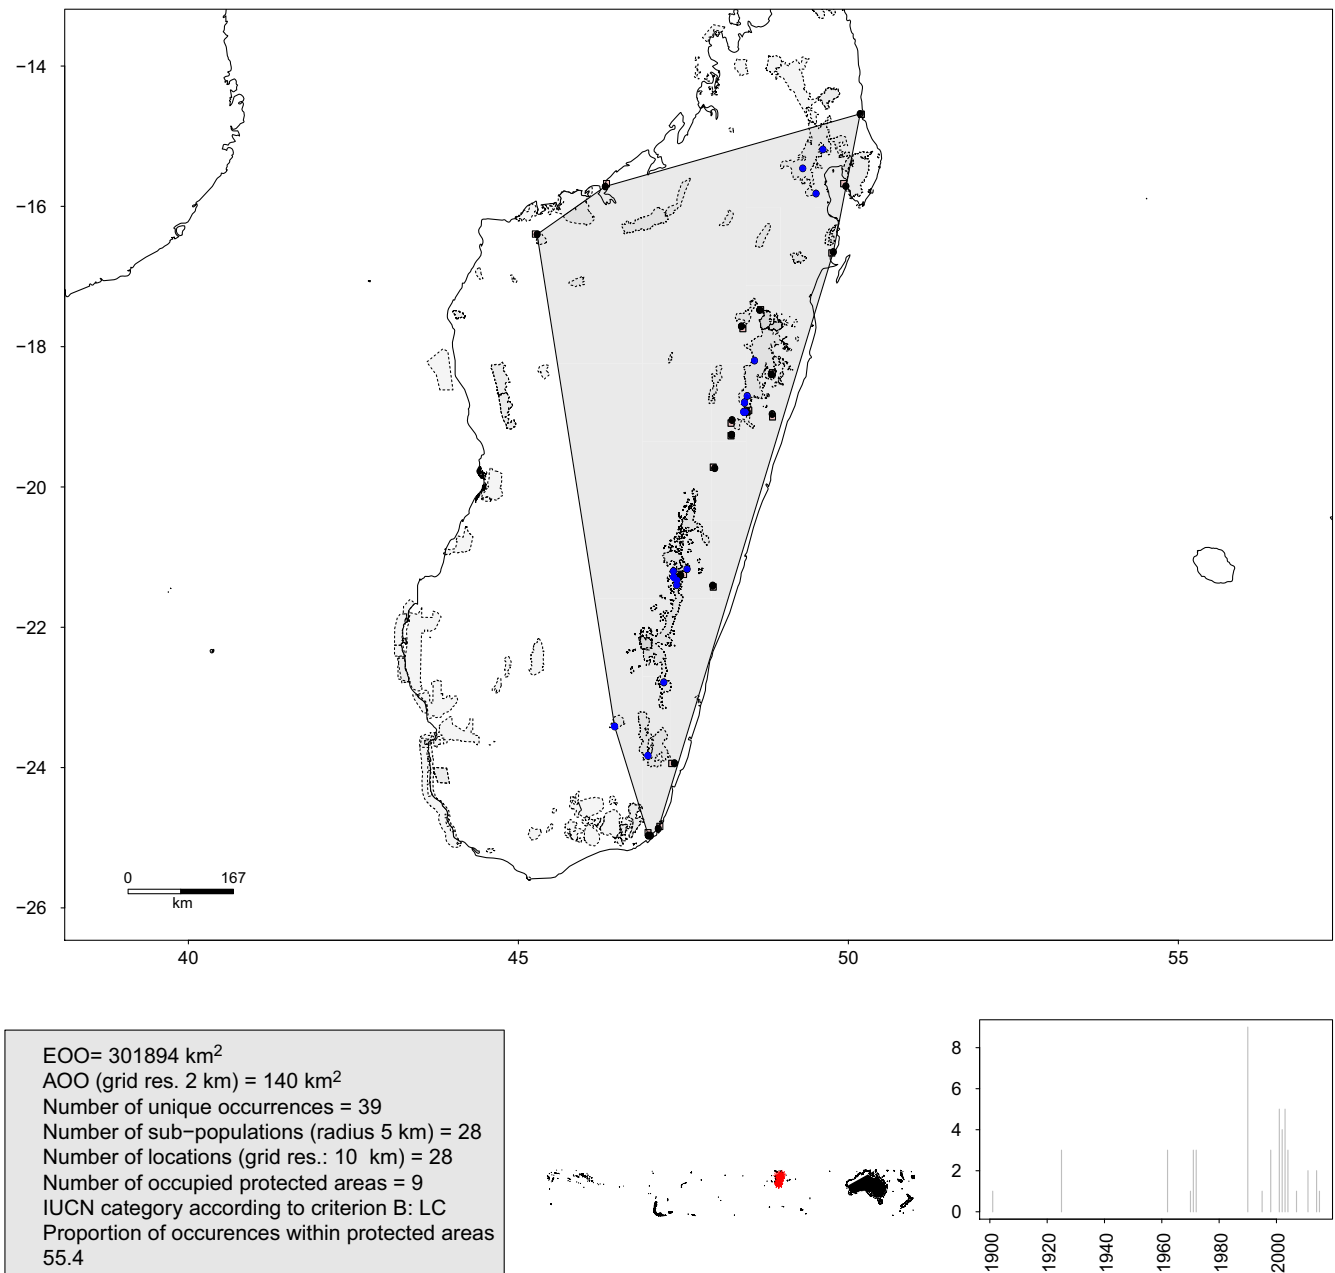 −14
−16
−18
−20
−22
−24
−26
0 167
km
40 45 50 55
EOO= 301894 km²
AOO (grid res. 2 km) = 140 km²
Number of unique occurrences = 39
Number of sub−populations (radius 5 km) = 28
Number of locations (grid res.: 10  km) = 28
Number of occupied protected areas = 9
IUCN category according to criterion B: LC
Proportion of occurences within protected areas
55.4
8
6
4
2
0
1900 1920 1940 1960 1980 2000